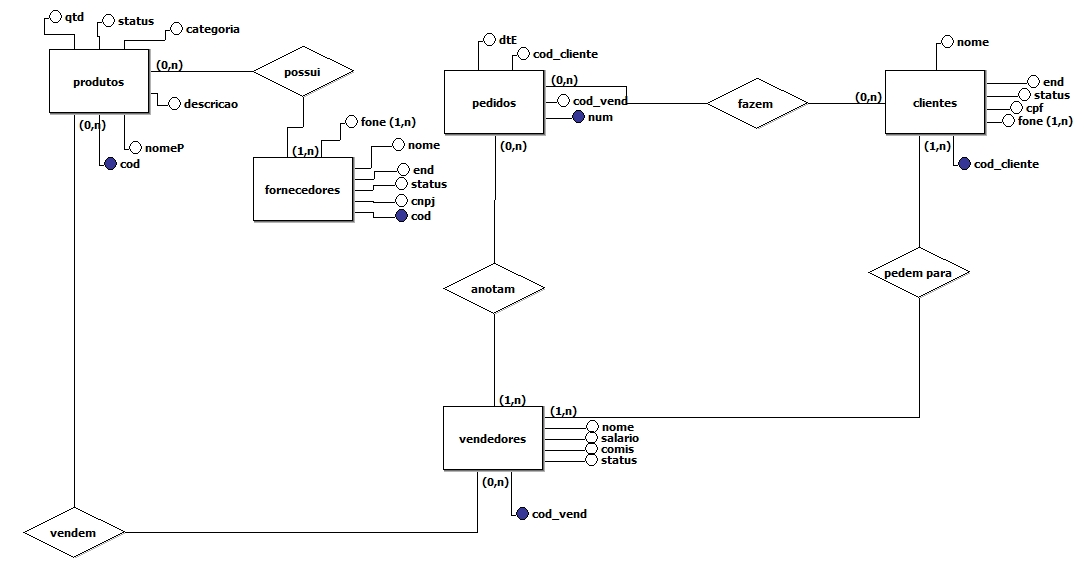 qtd
status
categoria
produtos
(0,n)
possui
descricao
(0,n)
nomeP
cod
fone (1,n)
(1,n)
nome
fornecedores
end
status
cnpj
cod
dtE
cod_cliente
pedidos
(0,n)
cod_vend
num
(0,n)
fazem
(0,n)
nome
clientes
end
status
cpf
fone (1,n)
(1,n)
cod_cliente
anotam
pedem para
(1,n)
(1,n)
vendedores
nome
salario
comis
status
(0,n)
cod_vend
vendem